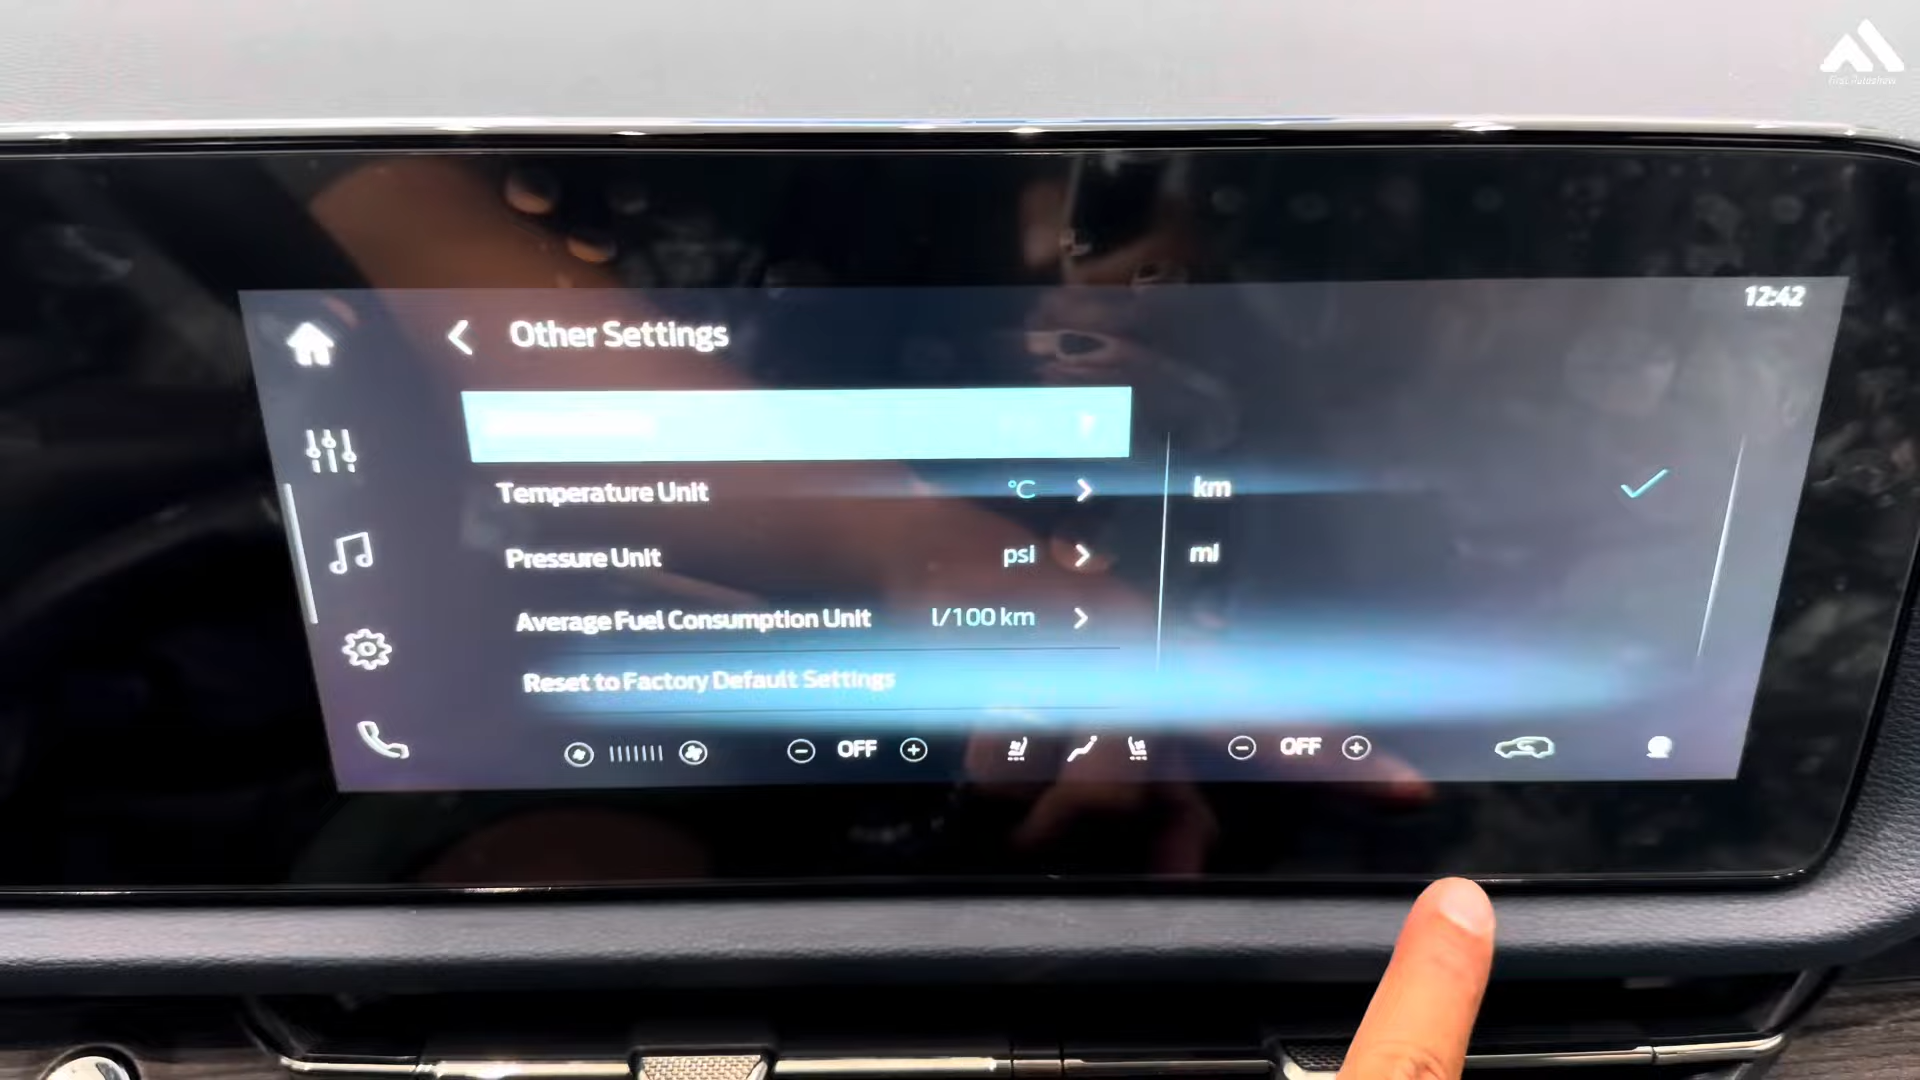 12:42
Other Settings
Temperature Unit °C
Pressure Unit psi
Average Fuel Consumption Unit l/100 km
Reset to Factory Default Settings
km
mi
OFF
OFF